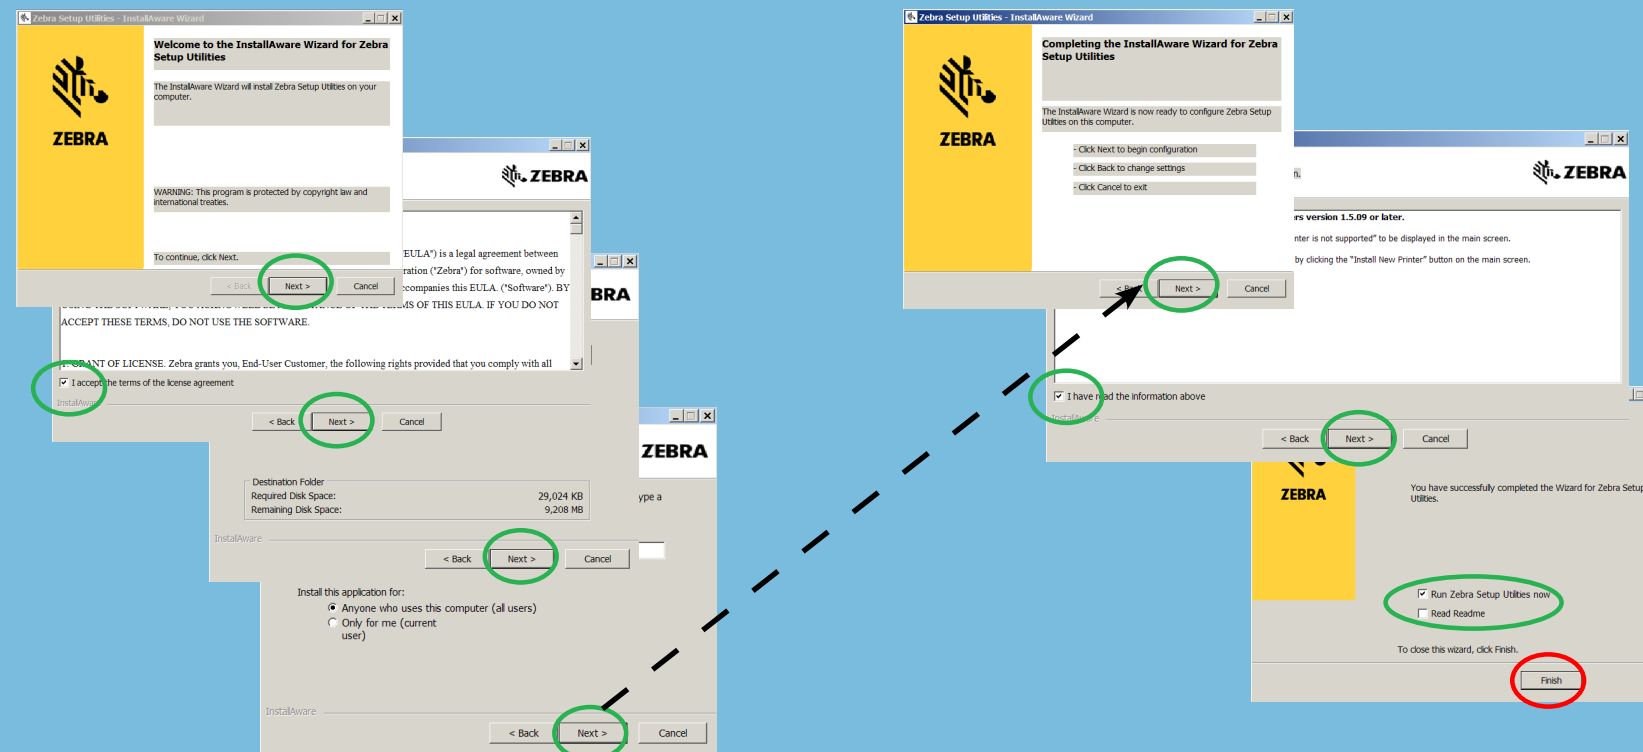 Zebra Setup Utilities - InstallAware Wizard
Welcome to the InstallAware Wizard for Zebra
Setup Utilities
The InstallAware Wizard will install Zebra Setup Utilities on your
computer.
ZEBRA
WARNING: This program is protected by copyright law and
international treaties.
To continue, click Next.
< Back Next > Cancel
ZEBRA
EULA") is a legal agreement between
ration ("Zebra") for software, owned by
ccompanies this EULA. ("Software"). BY
OF THIS EULA. IF YOU DO NOT
ACCEPT THESE TERMS, DO NOT USE THE SOFTWARE.
1. GRANT OF LICENSE. Zebra grants you, End-User Customer, the following rights provided that you comply with all
I accept the terms of the license agreement
InstallAware
< Back Next > Cancel
BRA
Destination Folder
Required Disk Space: 29,024 KB
Remaining Disk Space: 9,208 MB
InstallAware
< Back Next > Cancel
ZEBRA
ype a
Install this application for:
Anyone who uses this computer (all users)
Only for me (current
user)
InstallAware
< Back Next > Cancel
Zebra Setup Utilities - InstallAware Wizard
Completing the InstallAware Wizard for Zebra
Setup Utilities
The InstallAware Wizard is now ready to configure Zebra Setup
Utilities on this computer.
ZEBRA
- Click Next to begin configuration
- Click Back to change settings
- Click Cancel to exit
< Back Next > Cancel
n.
ZEBRA
rs version 1.5.09 or later.
nter is not supported" to be displayed in the main screen.
by clicking the "Install New Printer" button on the main screen.
I have read the information above
InstallAware
< Back Next > Cancel
ZEBRA
You have successfully completed the Wizard for Zebra Setup
Utilities.
Run Zebra Setup Utilities now
Read Readme
To close this wizard, click Finish.
Finish